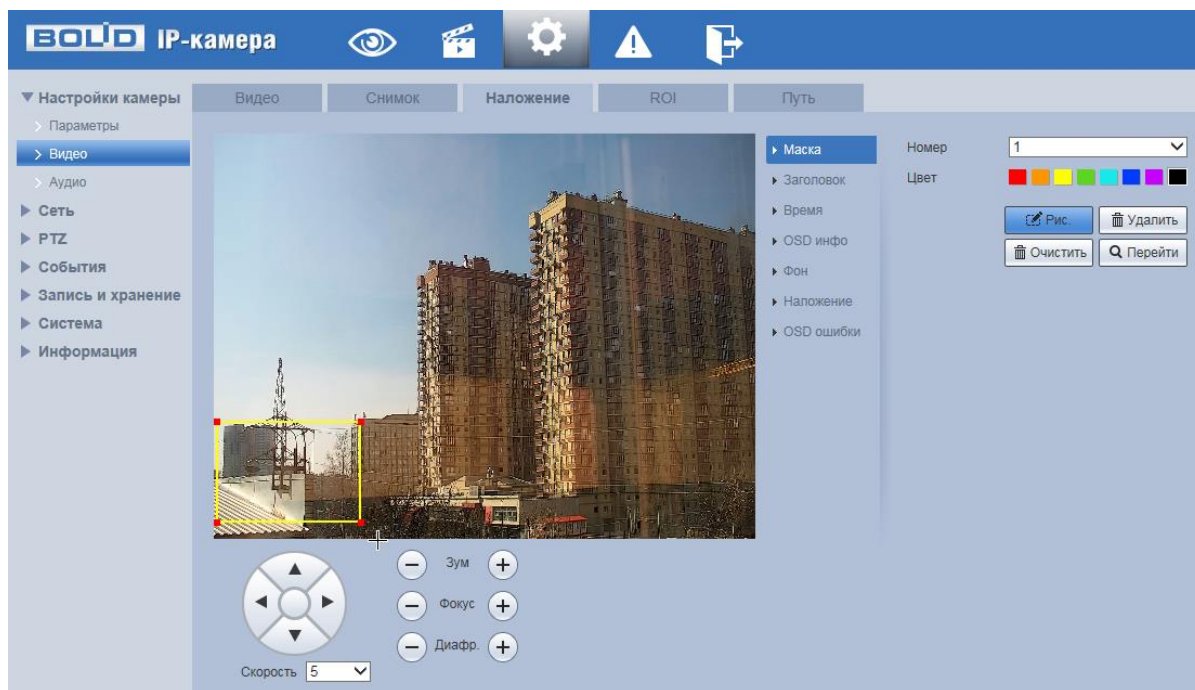 BOLID IP-камера
Настройки камеры
Параметры
Видео
Аудио
Сеть
PTZ
События
Запись и хранение
Система
Информация
Видео Снимок Наложение ROI Путь
Маска
Заголовок
Время
OSD инфо
Фон
Наложение
OSD ошибки
Номер 1
Цвет
Рис. Удалить
Очистить Перейти
Зум
Фокус
Диафр.
Скорость 5